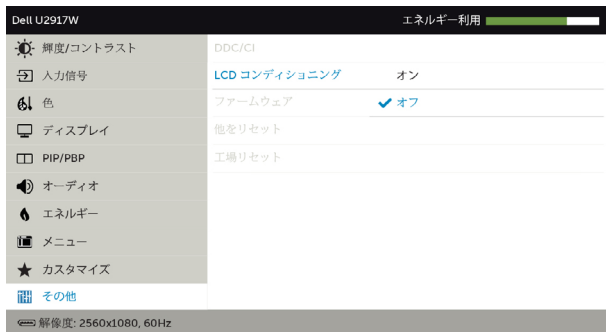 Dell U2917W
エネルギー利用
輝度/コントラスト
DDC/CI
入力信号
LCD コンディショニング
オン
色
ファームウェア
オフ
ディスプレイ
他をリセット
PIP/PBP
工場リセット
オーディオ
エネルギー
メニュー
カスタマイズ
その他
解像度: 2560x1080, 60Hz